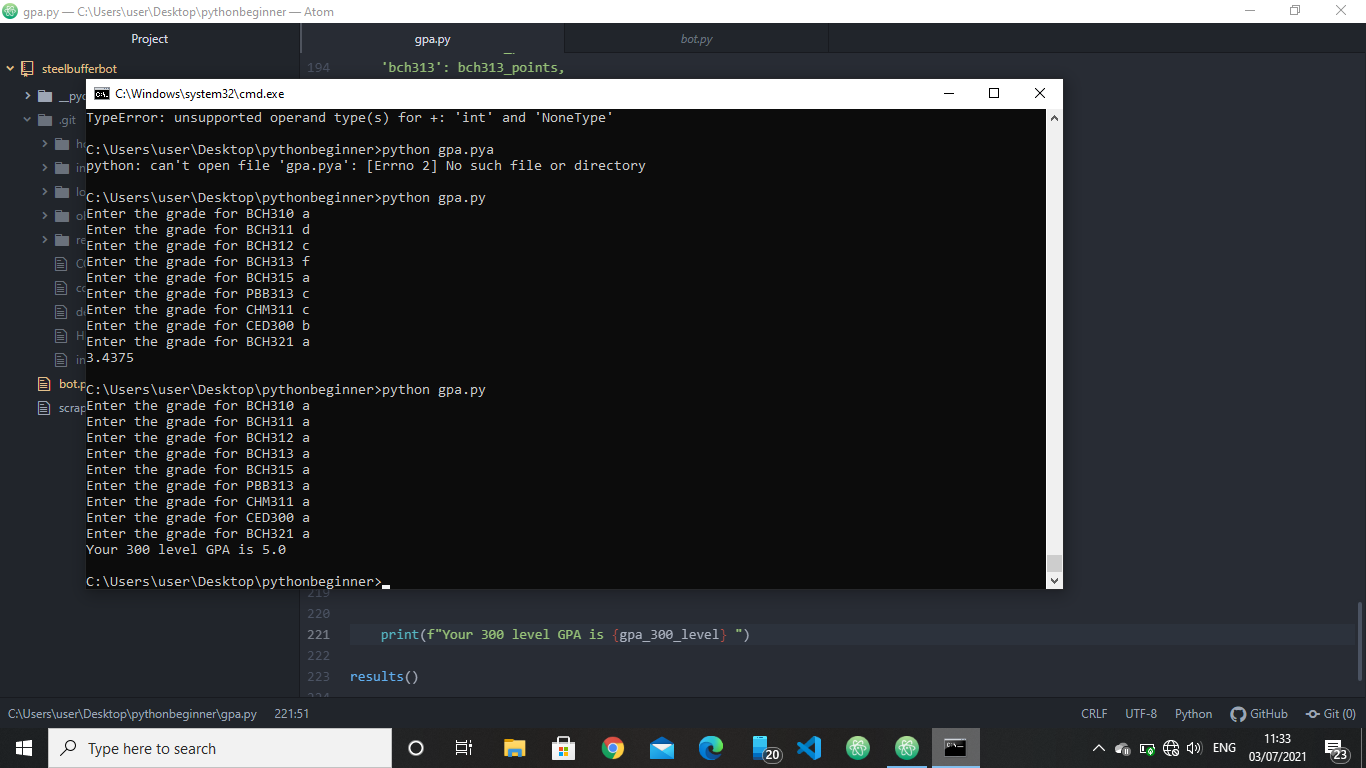 gpa.py — C:\Users\user\Desktop\pythonbeginner — Atom
Project
gpa.py
bot.py
steelbufferbot
194 'bch313': bch313_points,
C:\Windows\system32\cmd.exe
__pyc
.git
bot.p
scrap
TypeError: unsupported operand type(s) for +: 'int' and 'NoneType'
C:\Users\user\Desktop\pythonbeginner>python gpa.pya
python: can't open file 'gpa.pya': [Errno 2] No such file or directory
C:\Users\user\Desktop\pythonbeginner>python gpa.py
Enter the grade for BCH310 a
Enter the grade for BCH311 d
Enter the grade for BCH312 c
Enter the grade for BCH313 f
Enter the grade for BCH315 a
Enter the grade for PBB313 c
Enter the grade for CHM311 c
Enter the grade for CED300 b
Enter the grade for BCH321 a
3.4375
C:\Users\user\Desktop\pythonbeginner>python gpa.py
Enter the grade for BCH310 a
Enter the grade for BCH311 a
Enter the grade for BCH312 a
Enter the grade for BCH313 a
Enter the grade for BCH315 a
Enter the grade for PBB313 a
Enter the grade for CHM311 a
Enter the grade for CED300 a
Enter the grade for BCH321 a
Your 300 level GPA is 5.0
C:\Users\user\Desktop\pythonbeginner>
219
220
221 print(f"Your 300 level GPA is {gpa_300_level} ")
222
223 results()
C:\Users\user\Desktop\pythonbeginner\gpa.py 221:51
CRLF UTF-8 Python GitHub Git (0)
Type here to search
20
ENG
11:33
03/07/2021
23